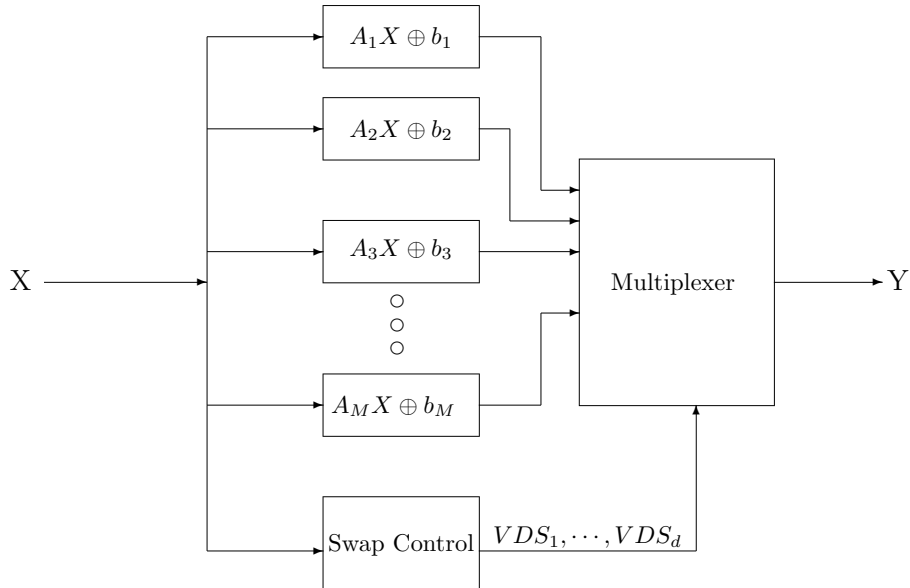 A₁X ⊕ b₁
A₂X ⊕ b₂
A₃X ⊕ b₃
X
Multiplexer
Y
A_M X ⊕ b_M
Swap Control
VDS₁, ⋯, VDS_d